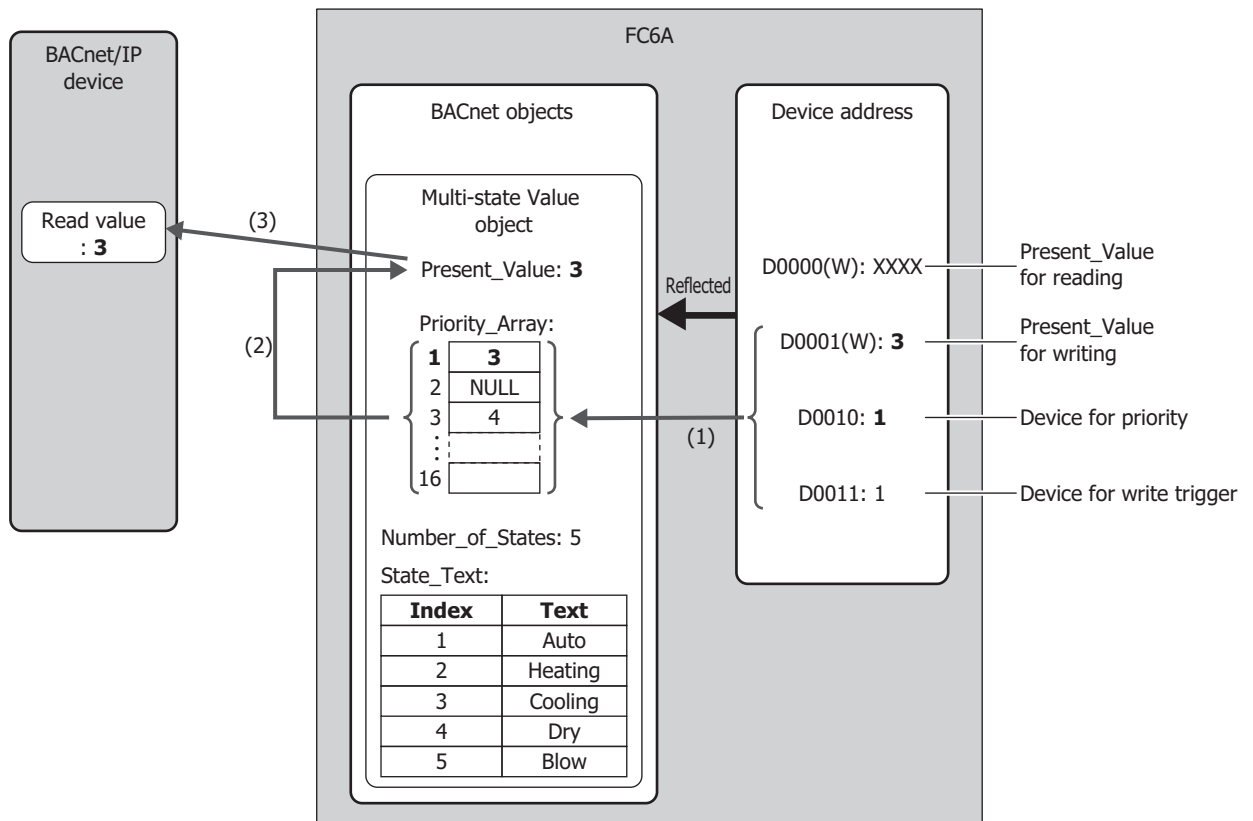 FC6A
BACnet/IP
device
Read value
: 3
(3)
(2)
BACnet objects
Multi-state Value
object
Present_Value: 3
Priority_Array:
1 3
2 NULL
3 4
16
Number_of_States: 5
State_Text:
Index Text
1 Auto
2 Heating
3 Cooling
4 Dry
5 Blow
Reflected
(1)
Device address
D0000(W): XXXX
D0001(W): 3
D0010: 1
D0011: 1
Present_Value
for reading
Present_Value
for writing
Device for priority
Device for write trigger